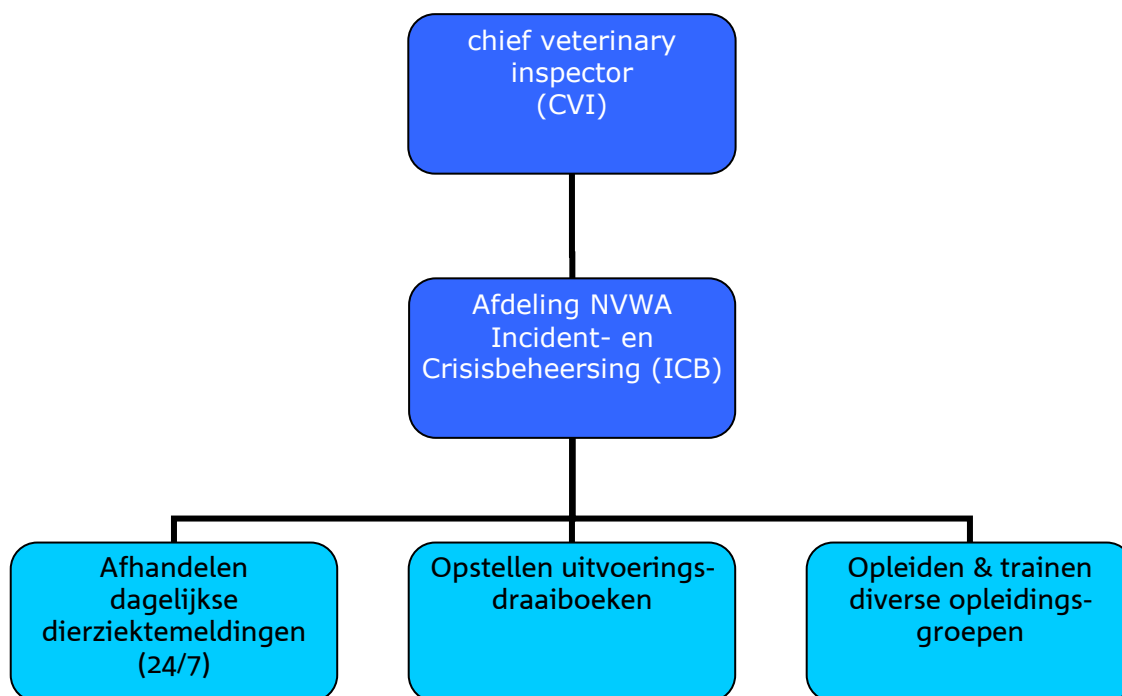 chief veterinary
inspector
(CVI)
Afdeling NVWA
Incident- en
Crisisbeheersing (ICB)
Afhandelen
dagelijkse
dierziektemeldingen
(24/7)
Opstellen uitvoerings-
draaiboeken
Opleiden & trainen
diverse opleidings-
groepen